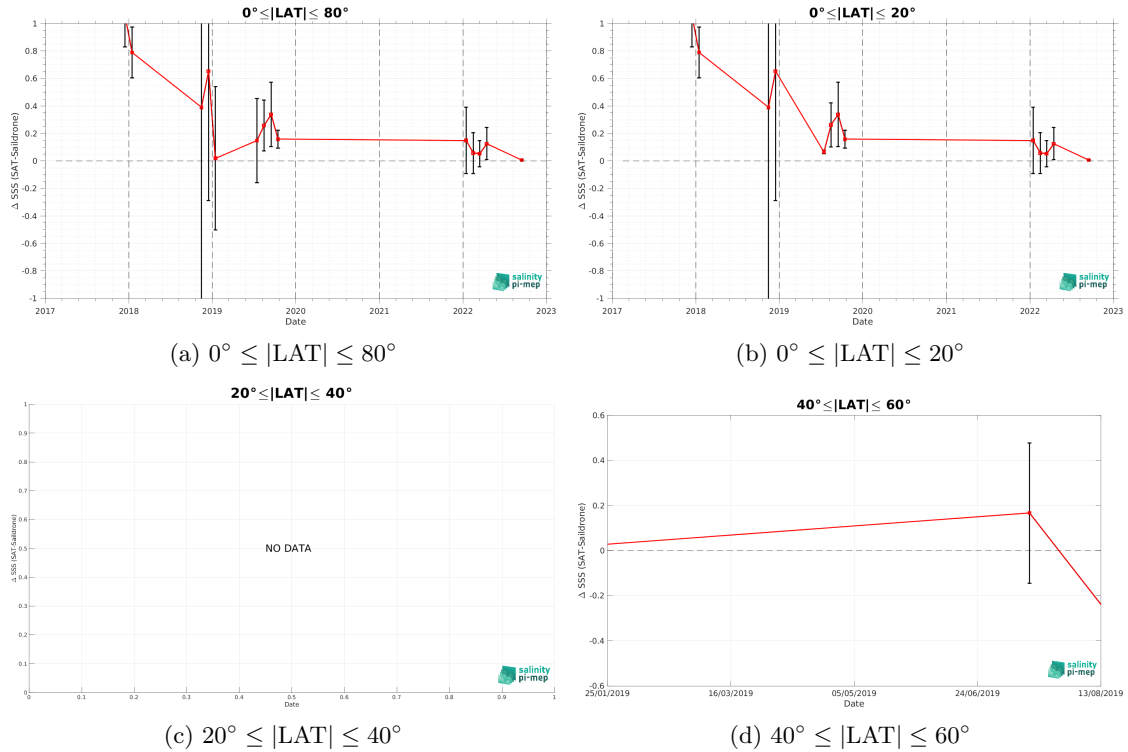 0°≤|LAT|≤ 80°
Δ SSS (SAT-Saildrone)
1
0.8
0.6
0.4
0.2
0
-0.2
-0.4
-0.6
-0.8
-1
2017 2018 2019 2020 2021 2022 2023
Date
salinity
pi-mep
(a) 0° ≤ |LAT| ≤ 80°
0°≤|LAT|≤ 20°
Δ SSS (SAT-Saildrone)
1
0.8
0.6
0.4
0.2
0
-0.2
-0.4
-0.6
-0.8
-1
2017 2018 2019 2020 2021 2022 2023
Date
salinity
pi-mep
(b) 0° ≤ |LAT| ≤ 20°
20°≤|LAT|≤ 40°
Δ SSS (SAT-Saildrone)
1
0.9
0.8
0.7
0.6
0.5
0.4
0.3
0.2
0.1
0
NO DATA
0 0.1 0.2 0.3 0.4 0.5 0.6 0.7 0.8 0.9 1
Date
salinity
pi-mep
(c) 20° ≤ |LAT| ≤ 40°
40°≤|LAT|≤ 60°
Δ SSS (SAT-Saildrone)
0.6
0.4
0.2
0
-0.2
-0.4
-0.6
25/01/2019 16/03/2019 05/05/2019 24/06/2019 13/08/2019
Date
salinity
pi-mep
(d) 40° ≤ |LAT| ≤ 60°